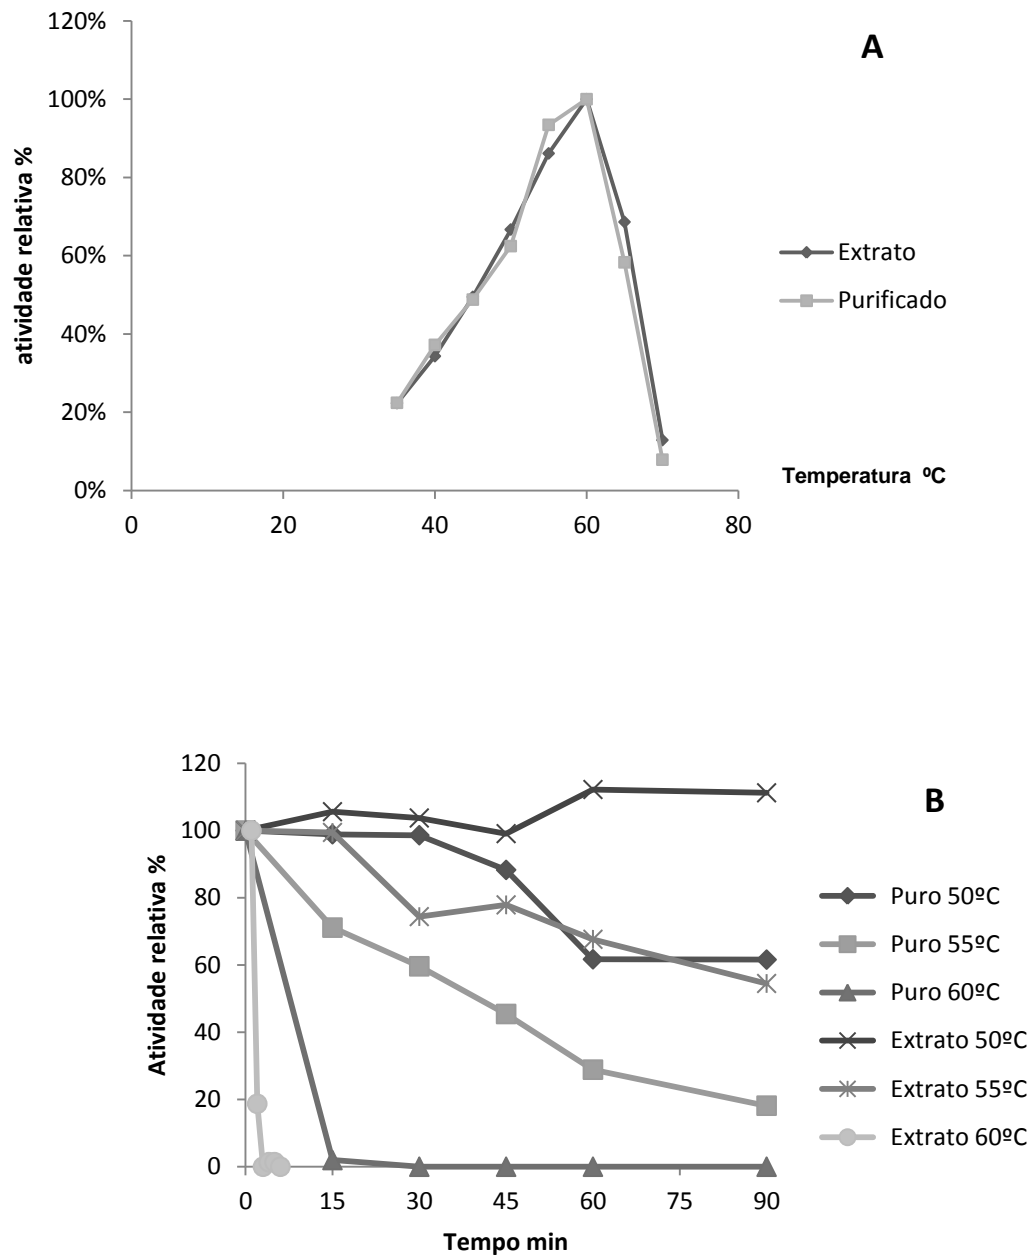 120%
A
100%
80%
60%
40%
20%
0%
atividade relativa %
Extrato
Purificado
Temperatura ºC
0 20 40 60 80
120
B
100
80
60
40
20
0
Atividade relativa %
Puro 50ºC
Puro 55ºC
Puro 60ºC
Extrato 50ºC
Extrato 55ºC
Extrato 60ºC
0 15 30 45 60 75 90
Tempo min